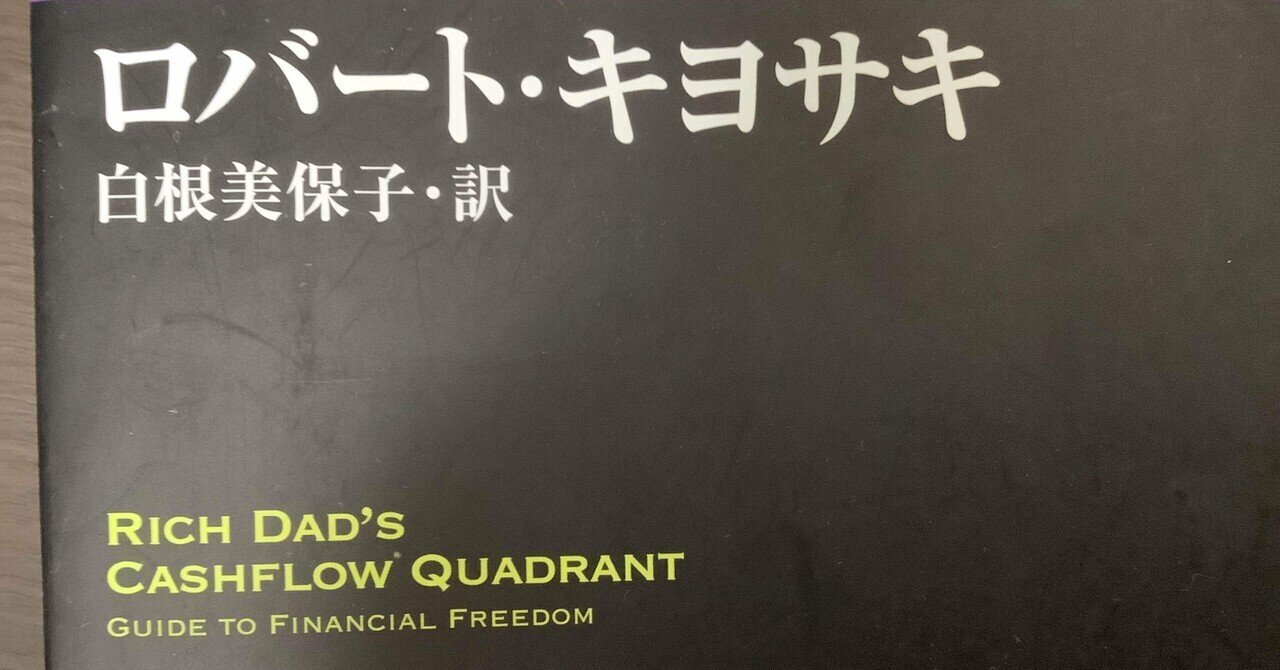 ロバート・キヨサキ
白根美保子・訳
RICH DAD'S
CASHFLOW® QUADRANT
GUIDE TO FINANCIAL FREEDOM